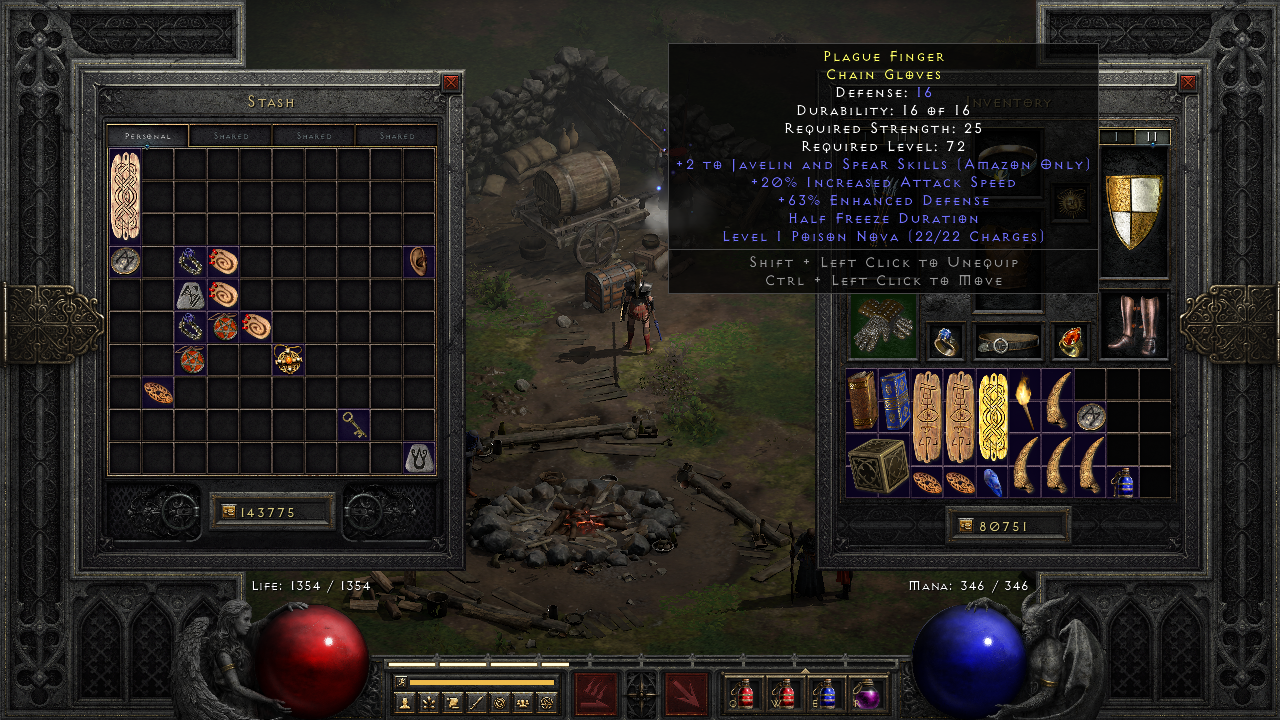 Stash
Personal
Shared
Shared
Shared
143775
Plague Finger
Chain Gloves
Defense: 16
Durability: 16 of 16
Required Strength: 25
Required Level: 72
+2 to Javelin and Spear Skills (Amazon Only)
+20% Increased Attack Speed
+63% Enhanced Defense
Half Freeze Duration
Level 1 Poison Nova (22/22 Charges)
Shift + Left Click to Unequip
Ctrl + Left Click to Move
Inventory
I
II
80751
Life: 1354 / 1354
Mana: 346 / 346
Q
W
E
R